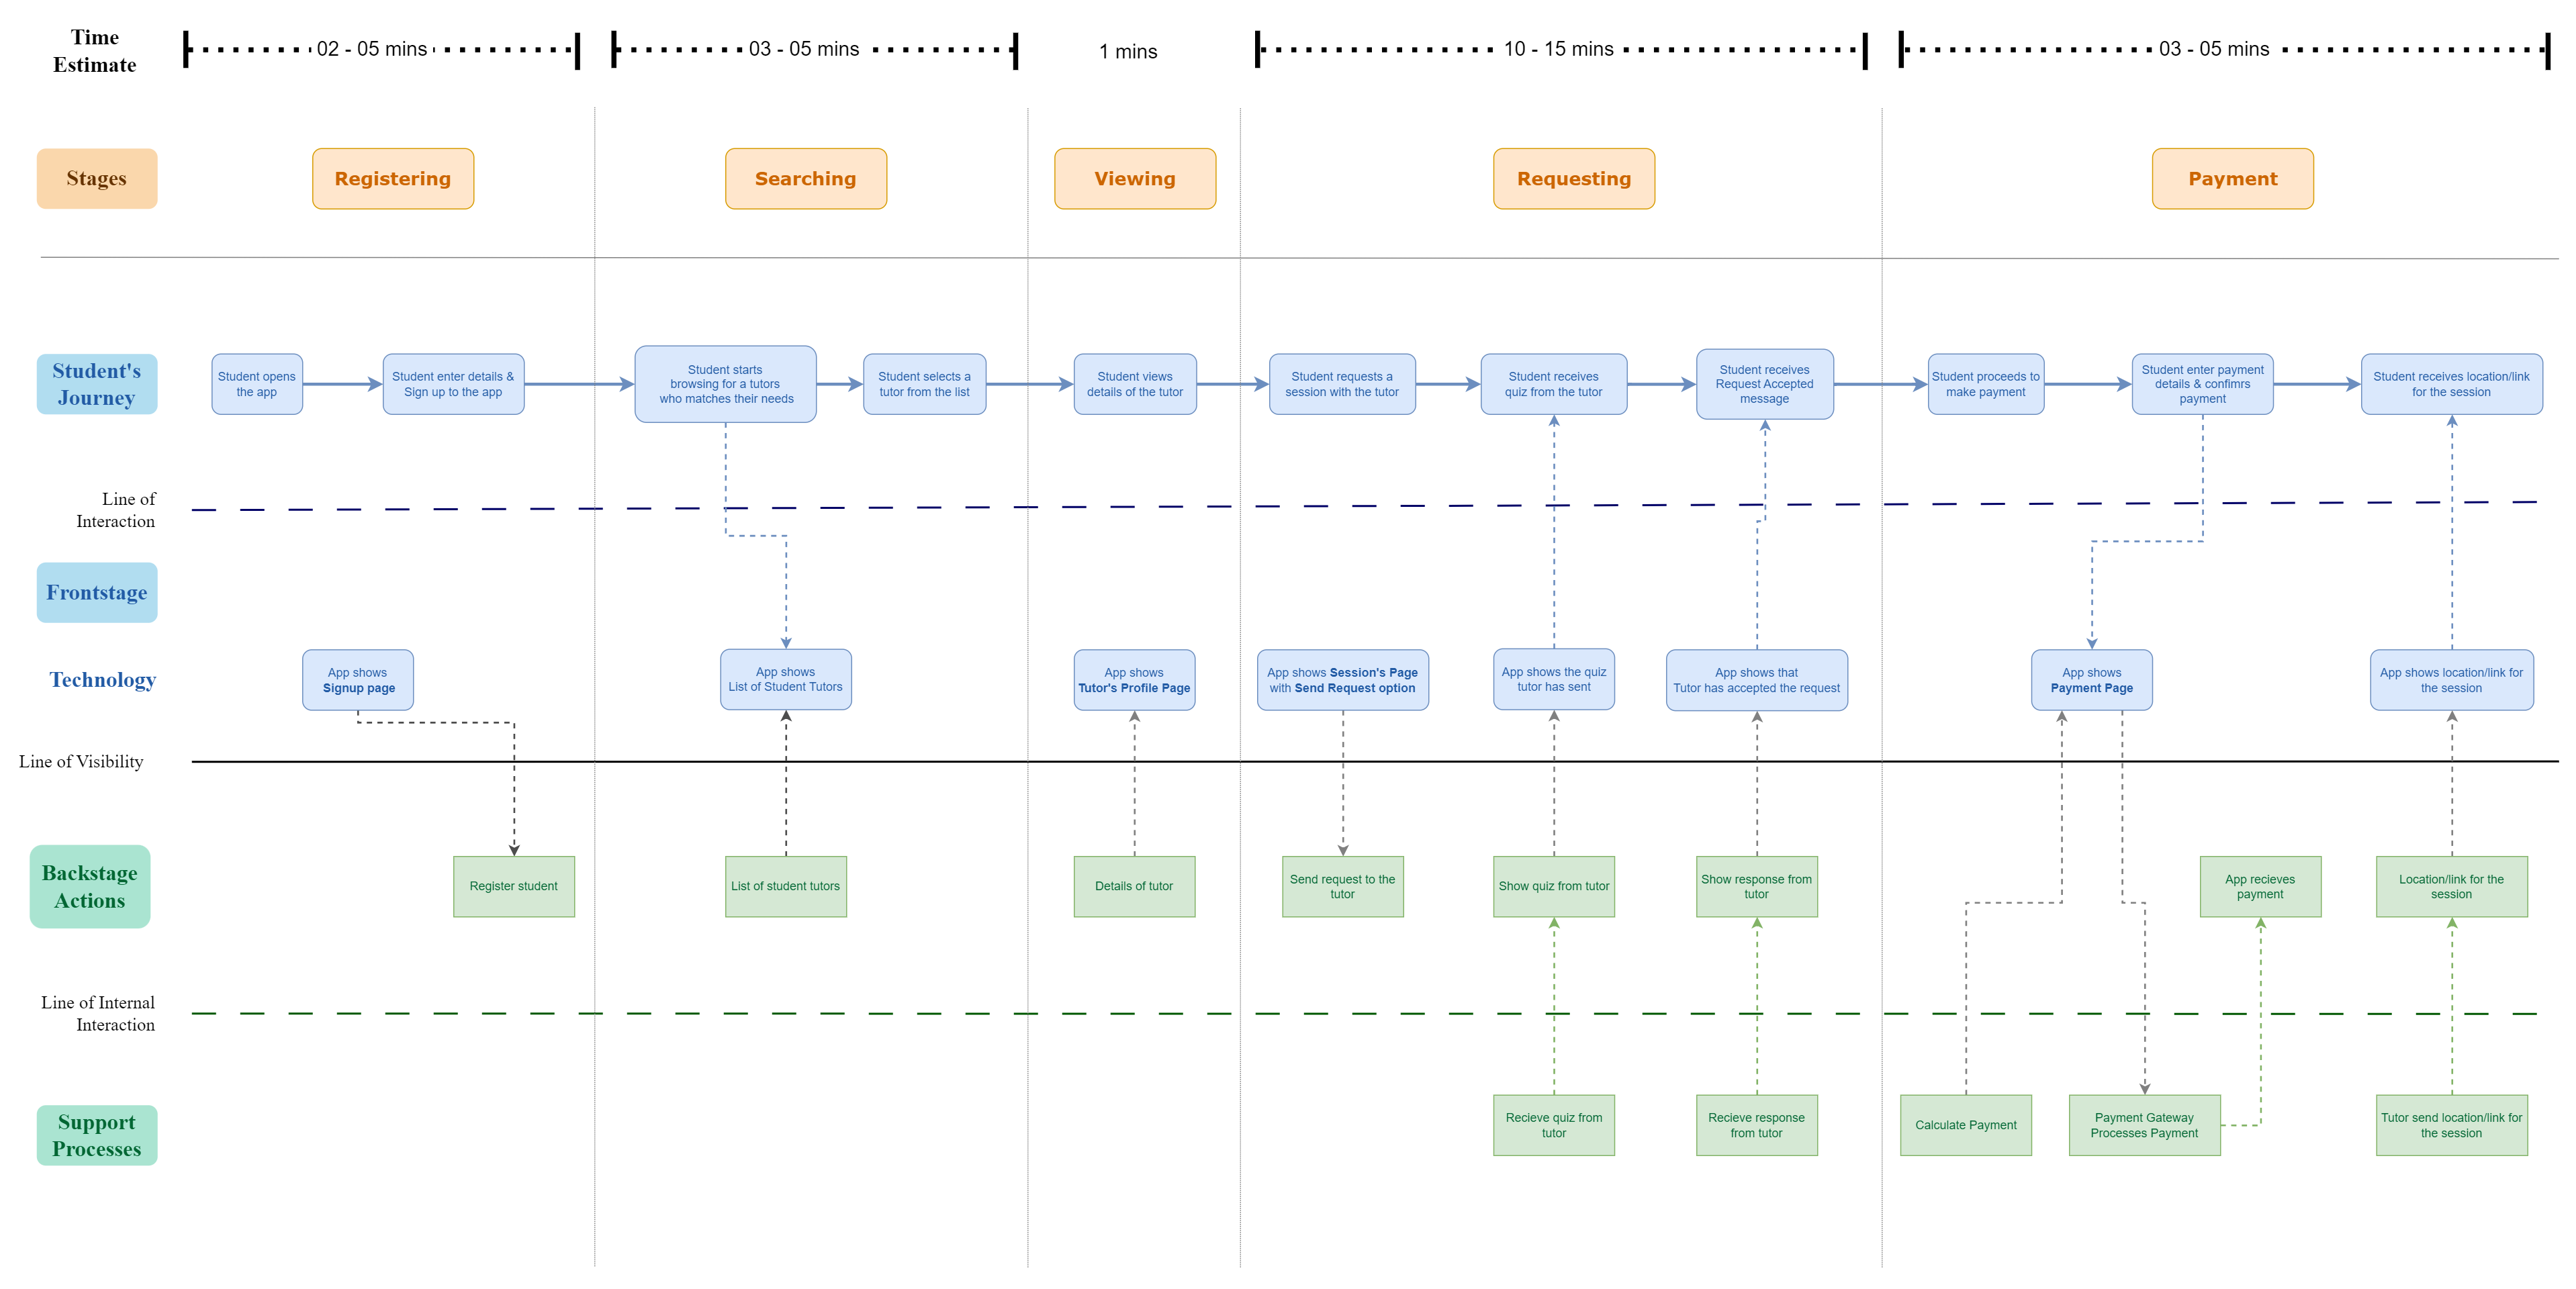 Time
Estimate
02 - 05 mins
03 - 05 mins
1 mins
10 - 15 mins
03 - 05 mins
Stages
Registering
Searching
Viewing
Requesting
Payment
Student's
Journey
Student opens
the app
Student enter details &
Sign up to the app
Student starts
browsing for a tutors
who matches their needs
Student selects a
tutor from the list
Student views
details of the tutor
Student requests a
session with the tutor
Student receives
quiz from the tutor
Student receives
Request Accepted
message
Student proceeds to
make payment
Student enter payment
details & confimrs
payment
Student receives location/link
for the session
Line of
Interaction
Frontstage
Technology
App shows
Signup page
App shows
List of Student Tutors
App shows
Tutor's Profile Page
App shows Session's Page
with Send Request option
App shows the quiz
tutor has sent
App shows that
Tutor has accepted the request
App shows
Payment Page
App shows location/link for
the session
Line of Visibility
Backstage
Actions
Register student
List of student tutors
Details of tutor
Send request to the
tutor
Show quiz from tutor
Show response from
tutor
App recieves
payment
Location/link for the
session
Line of Internal
Interaction
Support
Processes
Recieve quiz from
tutor
Recieve response
from tutor
Calculate Payment
Payment Gateway
Processes Payment
Tutor send location/link for
the session